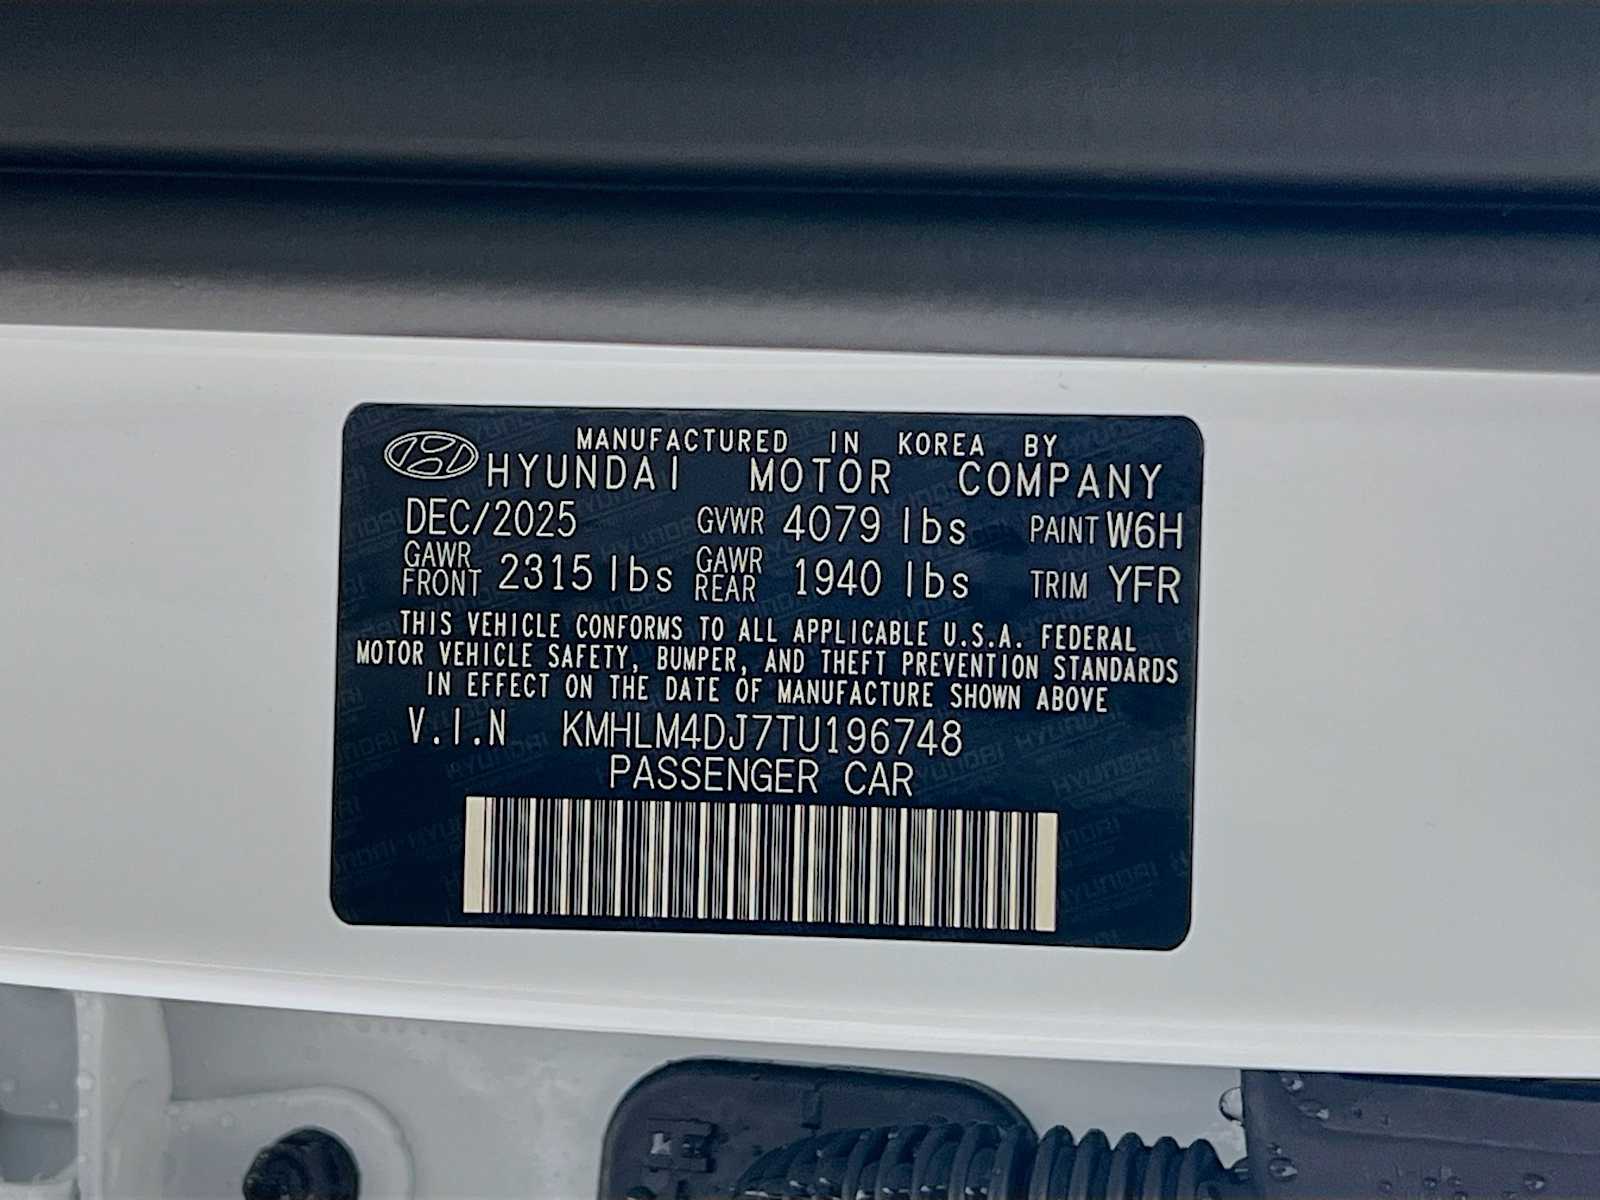 MANUFACTURED IN KOREA BY
HYUNDAI MOTOR COMPANY
DEC/2025 GVWR 4079 lbs PAINT W6H
GAWR FRONT 2315 lbs GAWR REAR 1940 lbs TRIM YFR
THIS VEHICLE CONFORMS TO ALL APPLICABLE U.S.A. FEDERAL
MOTOR VEHICLE SAFETY, BUMPER, AND THEFT PREVENTION STANDARDS
IN EFFECT ON THE DATE OF MANUFACTURE SHOWN ABOVE
V.I.N KMHLM4DJ7TU196748
PASSENGER CAR